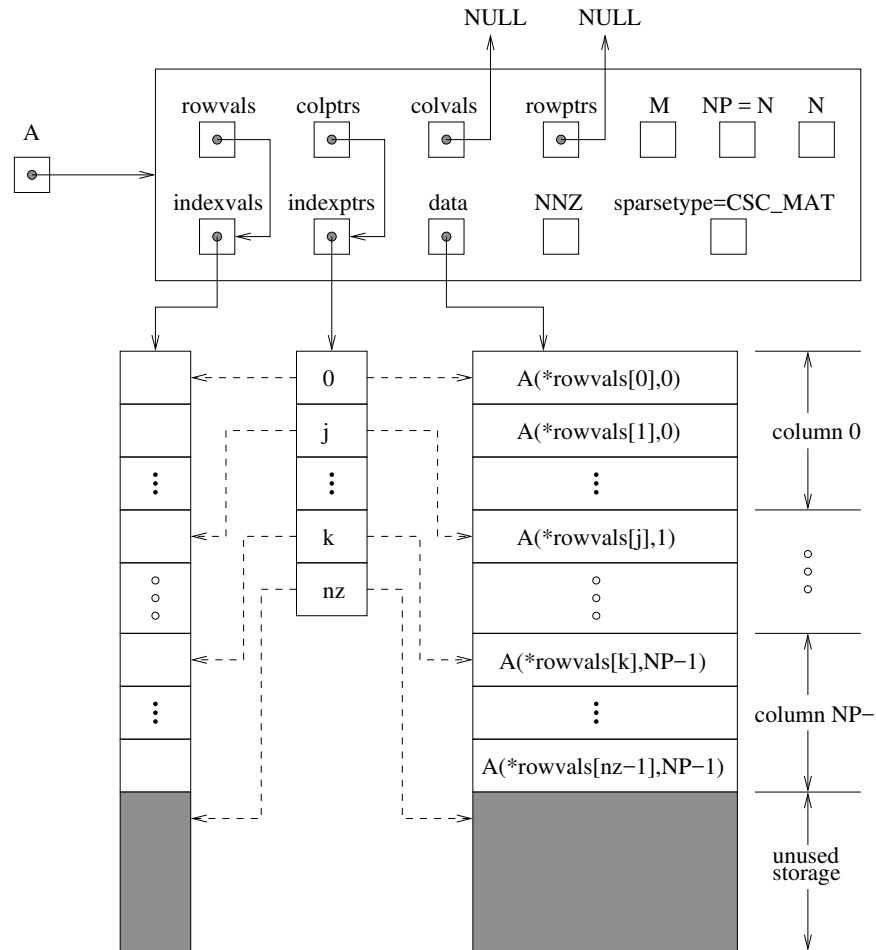 NULL NULL
rowvals colptrs colvals rowptrs M NP = N N
A
indexvals indexptrs data NNZ sparsetype=CSC_MAT
0 A(*rowvals[0],0)
j A(*rowvals[1],0) column 0
k A(*rowvals[j],1)
nz
A(*rowvals[k],NP−1)
column NP−
A(*rowvals[nz−1],NP−1)
unused
storage